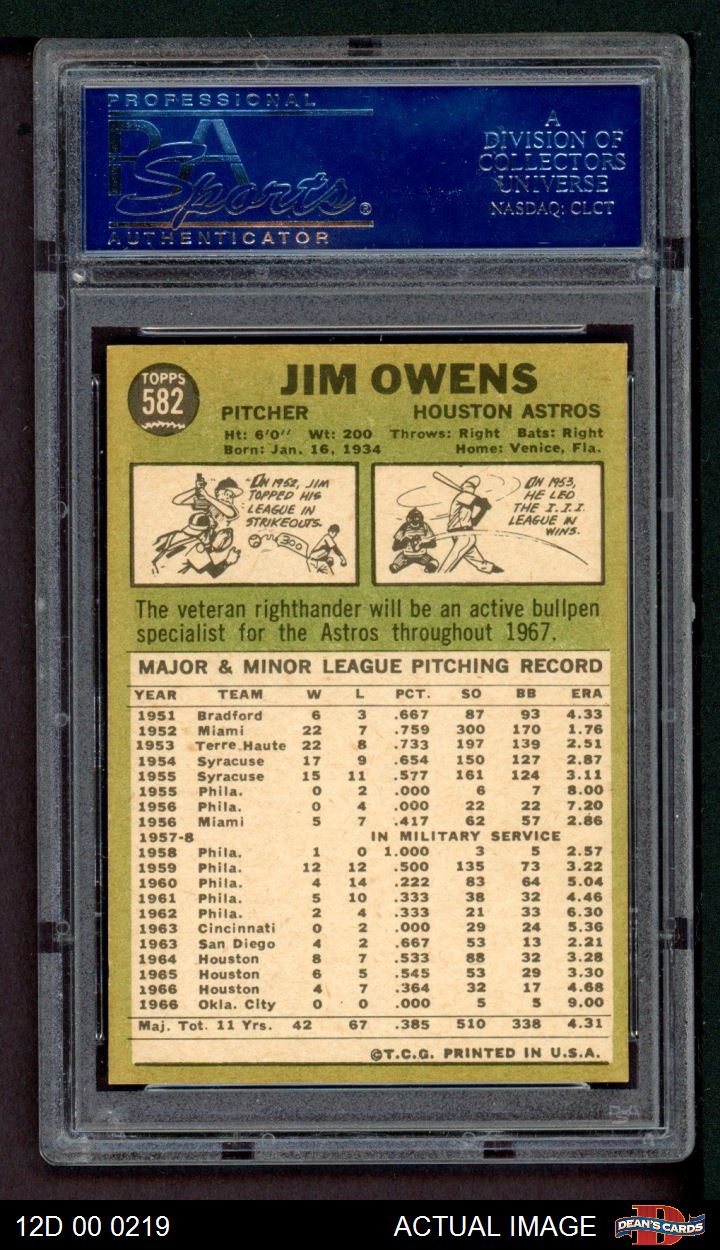 PROFESSIONAL
PSA
Sports®
AUTHENTICATOR
A
DIVISION OF
COLLECTORS
UNIVERSE
NASDAQ: CLCT
TOPPS
582
JIM OWENS
PITCHER HOUSTON ASTROS
Ht: 6'0'' Wt: 200 Throws: Right Bats: Right
Born: Jan. 16, 1934 Home: Venice, Fla.
IN 1952, JIM
TOPPED HIS
LEAGUE IN
STRIKEOUTS.
300
IN 1953,
HE LED
THE I.I.I.
LEAGUE IN
WINS.
The veteran righthander will be an active bullpen
specialist for the Astros throughout 1967.
MAJOR & MINOR LEAGUE PITCHING RECORD
YEAR TEAM W L PCT. SO BB ERA
1951 Bradford 6 3 .667 87 93 4.33
1952 Miami 22 7 .759 300 170 1.76
1953 Terre Haute 22 8 .733 197 139 2.51
1954 Syracuse 17 9 .654 150 127 2.87
1955 Syracuse 15 11 .577 161 124 3.11
1955 Phila. 0 2 .000 6 7 8.00
1956 Phila. 0 4 .000 22 22 7.20
1956 Miami 5 7 .417 62 57 2.86
1957-8 IN MILITARY SERVICE
1958 Phila. 1 0 1.000 3 5 2.57
1959 Phila. 12 12 .500 135 73 3.22
1960 Phila. 4 14 .222 83 64 5.04
1961 Phila. 5 10 .333 38 32 4.46
1962 Phila. 2 4 .333 21 33 6.30
1963 Cincinnati 0 2 .000 29 24 5.36
1963 San Diego 4 2 .667 53 13 2.21
1964 Houston 8 7 .533 88 32 3.28
1965 Houston 6 5 .545 53 29 3.30
1966 Houston 4 7 .364 32 17 4.68
1966 Okla. City 0 0 .000 5 5 9.00
Maj. Tot. 11 Yrs. 42 67 .385 510 338 4.31
©T.C.G. PRINTED IN U.S.A.
PSA
12D 00 0219 ACTUAL IMAGE
DEAN'S CARDS